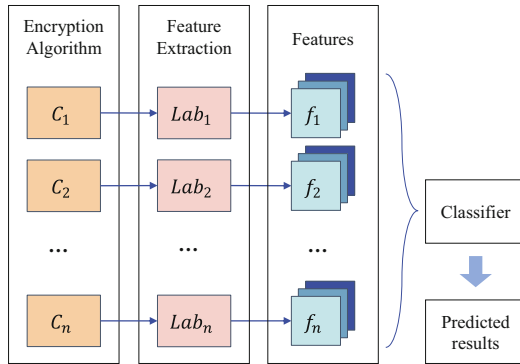 Encryption
Algorithm
Feature
Extraction
Features
C₁
Lab₁
f₁
C₂
Lab₂
f₂
Classifier
...
...
...
Cₙ
Labₙ
fₙ
Predicted
results